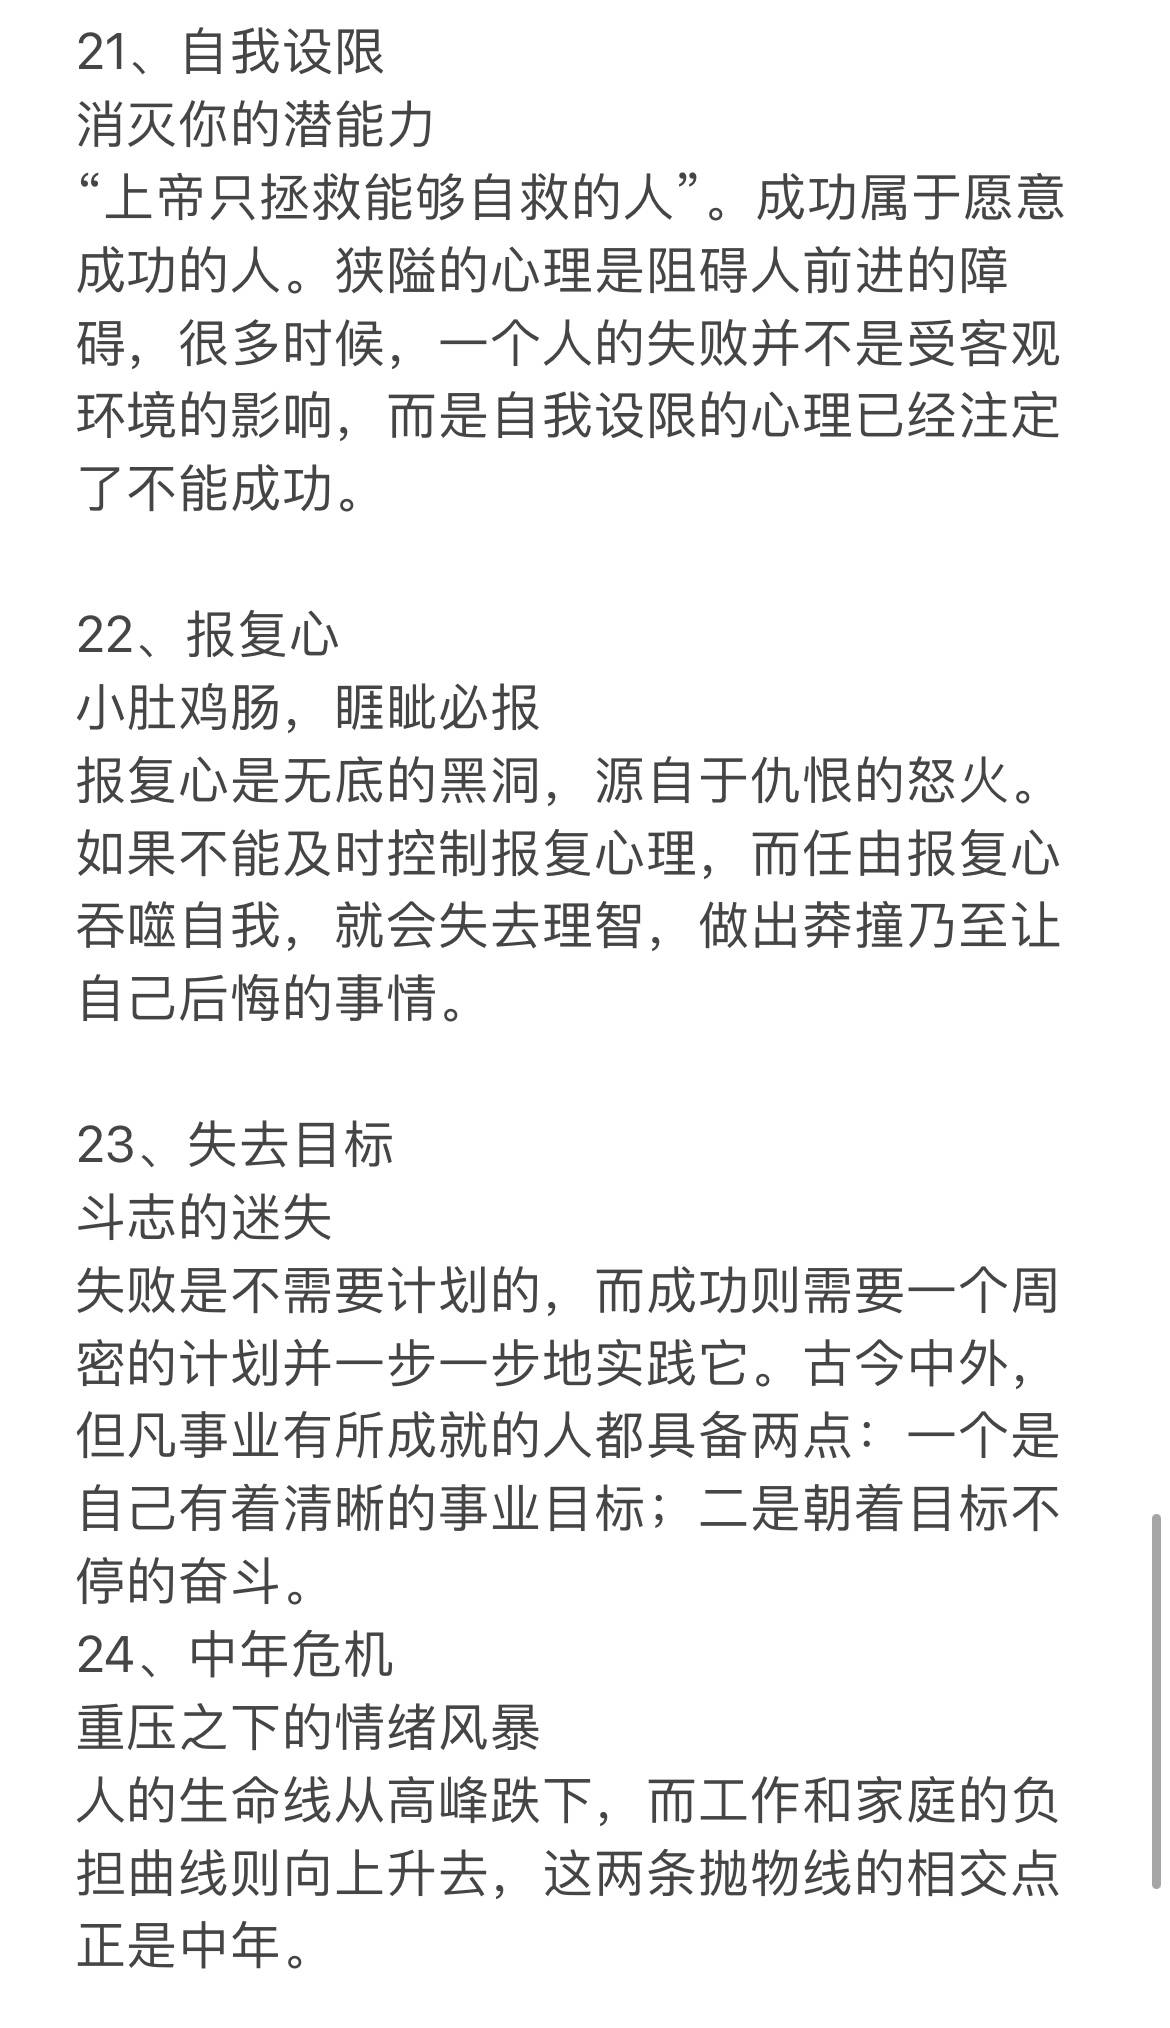 21、自我设限
消灭你的潜能力
“上帝只拯救能够自救的人”。成功属于愿意
成功的人。狭隘的心理是阻碍人前进的障
碍，很多时候，一个人的失败并不是受客观
环境的影响，而是自我设限的心理已经注定
了不能成功。
22、报复心
小肚鸡肠，睚眦必报
报复心是无底的黑洞，源自于仇恨的怒火。
如果不能及时控制报复心理，而任由报复心
吞噬自我，就会失去理智，做出莽撞乃至让
自己后悔的事情。
23、失去目标
斗志的迷失
失败是不需要计划的，而成功则需要一个周
密的计划并一步一步地实践它。古今中外，
但凡事业有所成就的人都具备两点：一个是
自己有着清晰的事业目标；二是朝着目标不
停的奋斗。
24、中年危机
重压之下的情绪风暴
人的生命线从高峰跌下，而工作和家庭的负
担曲线则向上升去，这两条抛物线的相交点
正是中年。